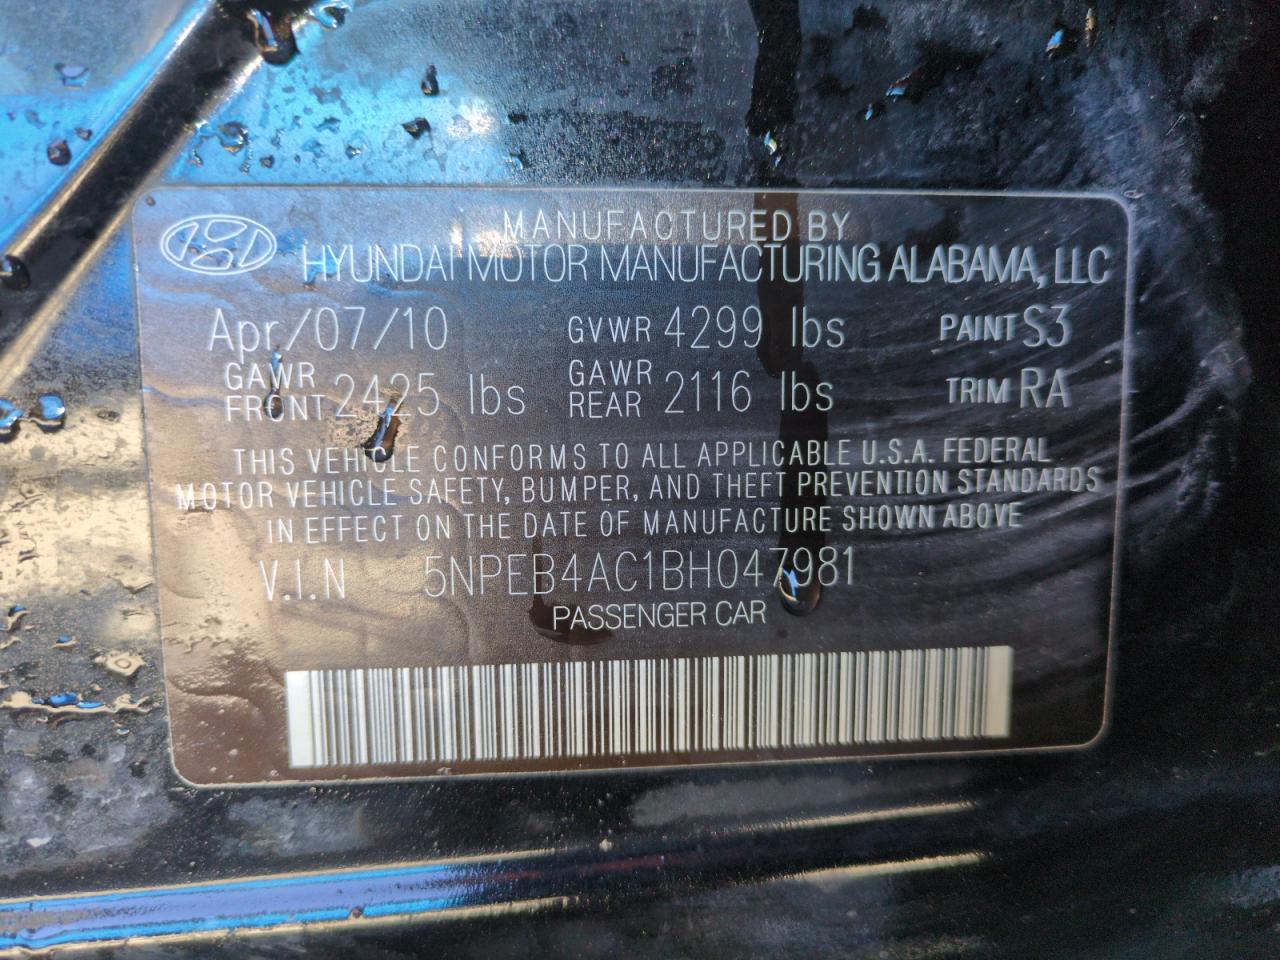 MANUFACTURED BY
HYUNDAI MOTOR MANUFACTURING ALABAMA, LLC
Apr/07/10 GVWR 4299 lbs PAINT S3
GAWR FRONT 2425 lbs GAWR REAR 2116 lbs TRIM RA
THIS VEHICLE CONFORMS TO ALL APPLICABLE U.S.A. FEDERAL
MOTOR VEHICLE SAFETY, BUMPER, AND THEFT PREVENTION STANDARDS
IN EFFECT ON THE DATE OF MANUFACTURE SHOWN ABOVE
V.I.N 5NPEB4AC1BH047981
PASSENGER CAR